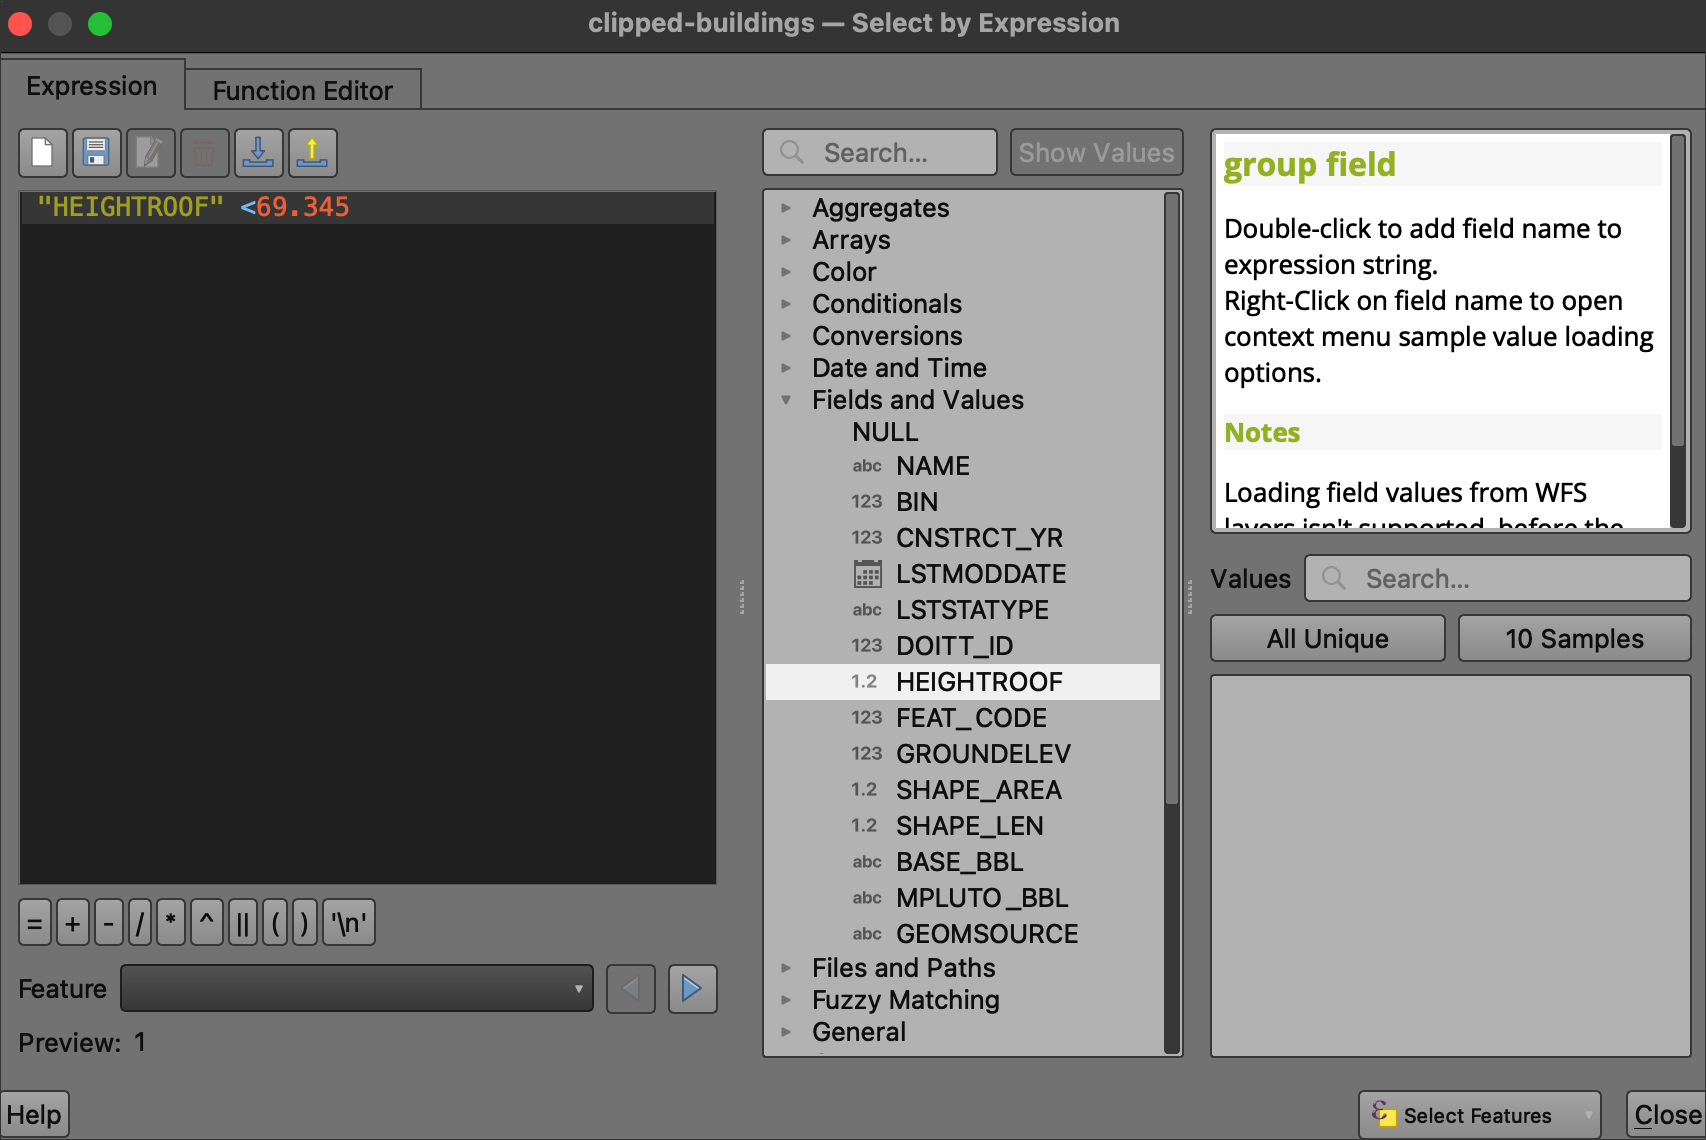 clipped-buildings — Select by Expression
Expression
Function Editor
"HEIGHTROOF" <69.345
= + - / * ^ || ( ) '\n'
Feature
Preview: 1
Help
Search...
Show Values
Aggregates
Arrays
Color
Conditionals
Conversions
Date and Time
Fields and Values
NULL
abc NAME
123 BIN
123 CNSTRCT_YR
LSTMODDATE
abc LSTSTATYPE
123 DOITT_ID
1.2 HEIGHTROOF
123 FEAT_CODE
123 GROUNDELEV
1.2 SHAPE_AREA
1.2 SHAPE_LEN
abc BASE_BBL
abc MPLUTO_BBL
abc GEOMSOURCE
Files and Paths
Fuzzy Matching
General
group field
Double-click to add field name to
expression string.
Right-Click on field name to open
context menu sample value loading
options.
Notes
Loading field values from WFS
layers isn't supported, before the
Values
Search...
All Unique
10 Samples
Select Features
Close